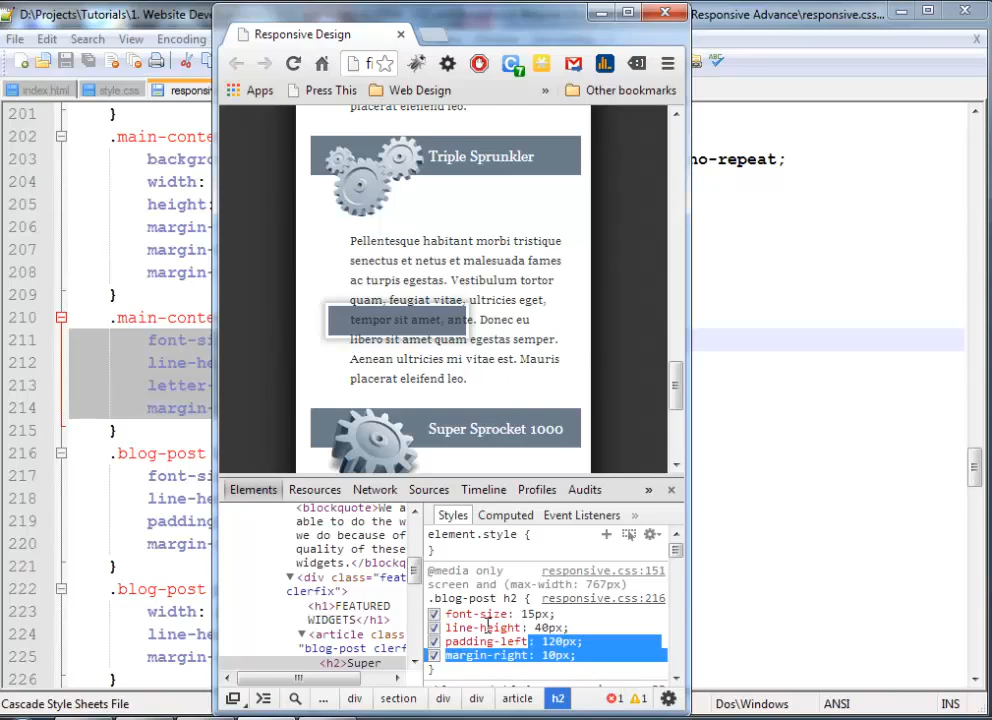 D:\Projects\Tutorials\1. Website Dev
Responsive Design
Responsive Advance\responsive.css...
File Edit Search View Encoding
X
fi
7
Apps Press This Web Design » Other bookmarks
index.html style.css respons
placerat eleifend leo.
Triple Sprunkler
Pellentesque habitant morbi tristique
senectus et netus et malesuada fames
ac turpis egestas. Vestibulum tortor
quam, feugiat vitae, ultricies eget,
tempor sit amet, ante. Donec eu
libero sit amet quam egestas semper.
Aenean ultricies mi vitae est. Mauris
placerat eleifend leo.
Super Sprocket 1000
201 }
202 .main-conte
203 backgro no-repeat;
204 width:
205 height:
206 margin-
207 margin-
208 margin-
209 }
210 .main-conte
211 font-si
212 line-he
213 letter-
214 margin-
215 }
216 .blog-post
217 font-si
218 line-he
219 paddin
220 margin-
221 }
222 .blog-post
223 width:
224 line-he
225 margin-
226 }
Elements Resources Network Sources Timeline Profiles Audits »
<blockquote>We a
able to do the w
we do because of
quality of these
widgets.</blockqu
<div class="feat
clerfix">
<h1>FEATURED
WIDGETS</h1>
<article class
"blog-post cler
<h2>Super
Styles Computed Event Listeners »
element.style {
}
@media only responsive.css:151
screen and (max-width: 767px)
.blog-post h2 { responsive.css:216
font-size: 15px;
line-height: 40px;
padding-left: 120px;
margin-right: 10px;
}
... div section div div article h2 1 1
Cascade Style Sheets File Dos\Windows ANSI INS